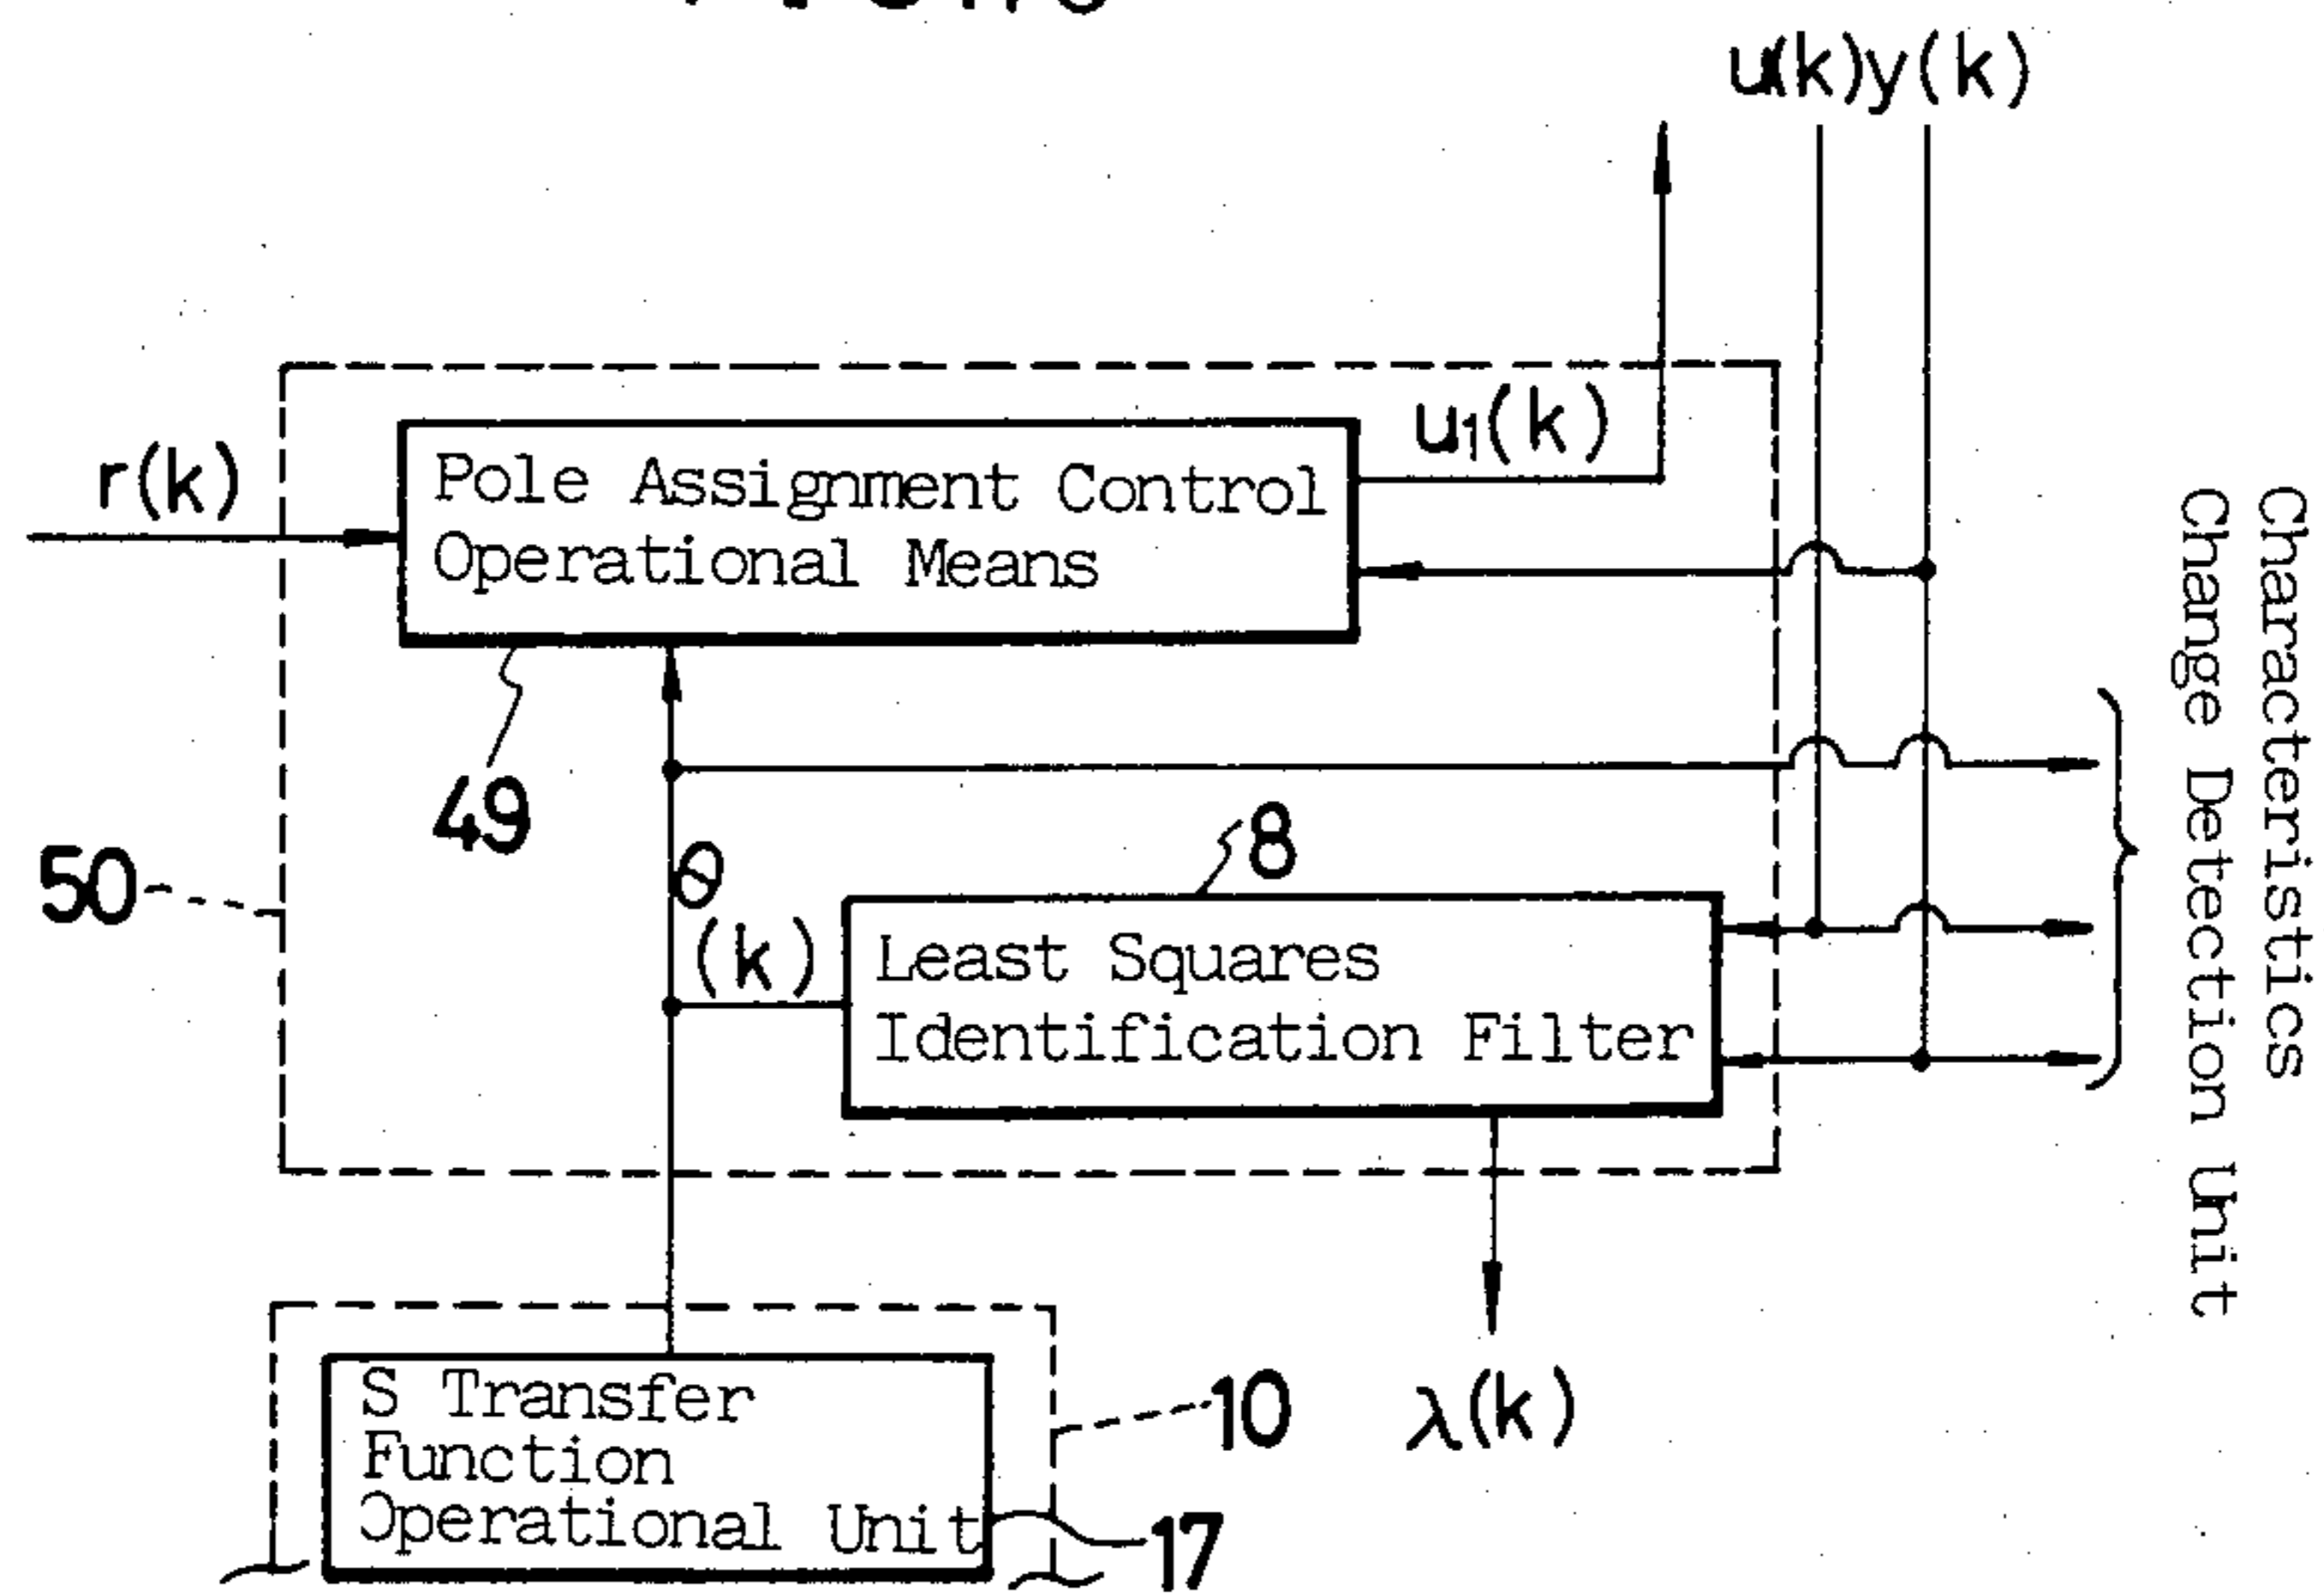 u(k) y(k)
u₁(k)
r(k)
Pole Assignment Control
Operational Means
49
8
50
θ
(k)
Least Squares
Identification Filter
Characteristics
Change Detection Unit
S Transfer
Function
Operational Unit
10
λ(k)
17